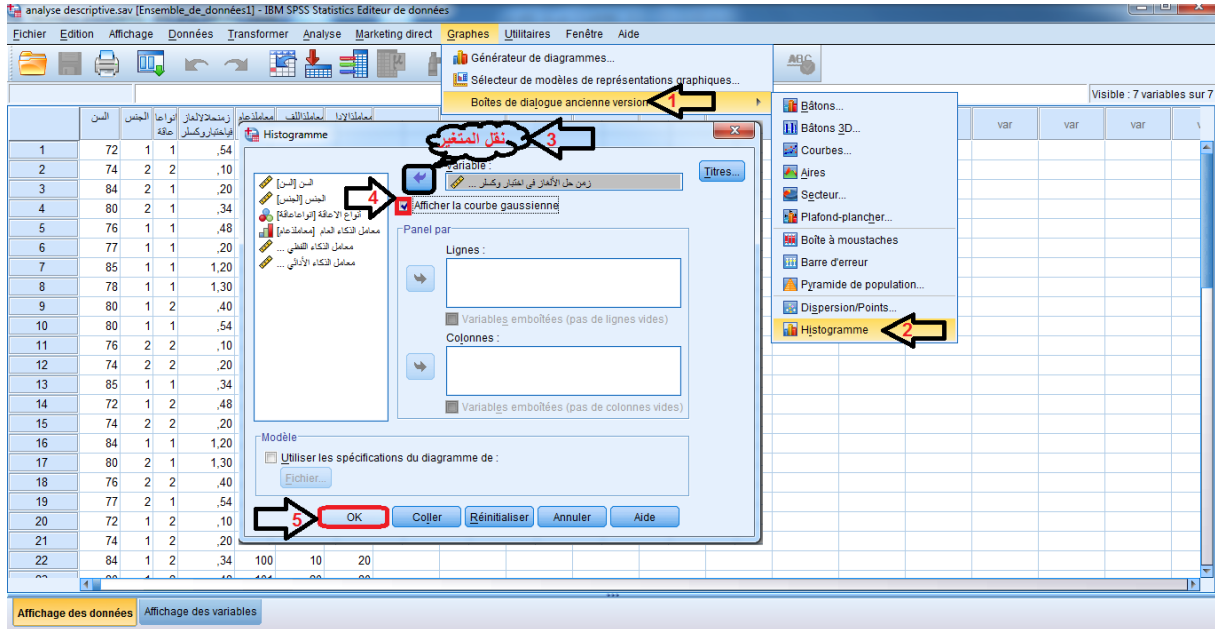 analyse descriptive.sav [Ensemble_de_données1] - IBM SPSS Statistics Editeur de données
Fichier Edition Affichage Données Transformer Analyse Marketing direct Graphes Utilitaires Fenêtre Aide
Générateur de diagrammes...
Sélecteur de modèles de représentations graphiques...
Boîtes de dialogue ancienne version 1
Visible : 7 variables sur 7
Bâtons...
Bâtons 3D...
Courbes...
Aires
Secteur...
Plafond-plancher...
Boîte à moustaches
Barre d'erreur
Pyramide de population...
Dispersion/Points...
Histogramme 2
السن الجنس
var var var
Histogramme
نقل المتغير 3
Variable :
زمن حل الألغاز في اختبار وكسلر ...
Titres...
4 Afficher la courbe gaussienne
السن [السن]
الجنس [الجنس]
أنواع الاعاقة [انواعاعاقة]
معامل الذكاء العام [معاملذعام]
معامل الذكاء اللفظي ...
معامل الذكاء الأدائي ...
Panel par
Lignes :
Variables emboîtées (pas de lignes vides)
Colonnes :
Variables emboîtées (pas de colonnes vides)
Modèle
Utiliser les spécifications du diagramme de :
Fichier...
5 OK Coller Réinitialiser Annuler Aide
1 72 1 1 ,54
2 74 2 2 ,10
3 84 2 1 ,20
4 80 2 1 ,34
5 76 1 1 ,48
6 77 1 1 ,20
7 85 1 1 1,20
8 78 1 1 1,30
9 80 1 2 ,40
10 80 1 1 ,54
11 76 2 2 ,10
12 74 2 2 ,20
13 85 1 1 ,34
14 72 1 2 ,48
15 74 2 2 ,20
16 84 1 1 1,20
17 80 2 1 1,30
18 76 2 2 ,40
19 77 2 1 ,54
20 72 1 2 ,10
21 74 1 2 ,20
22 84 1 2 ,34 100 10 20
Affichage des données Affichage des variables